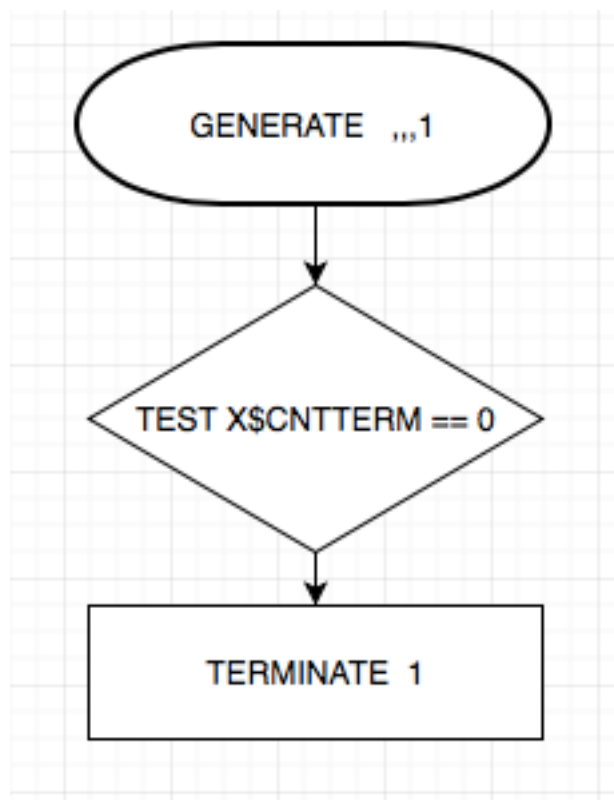 GENERATE ,,,1
TEST X$CNTTERM == 0
TERMINATE 1